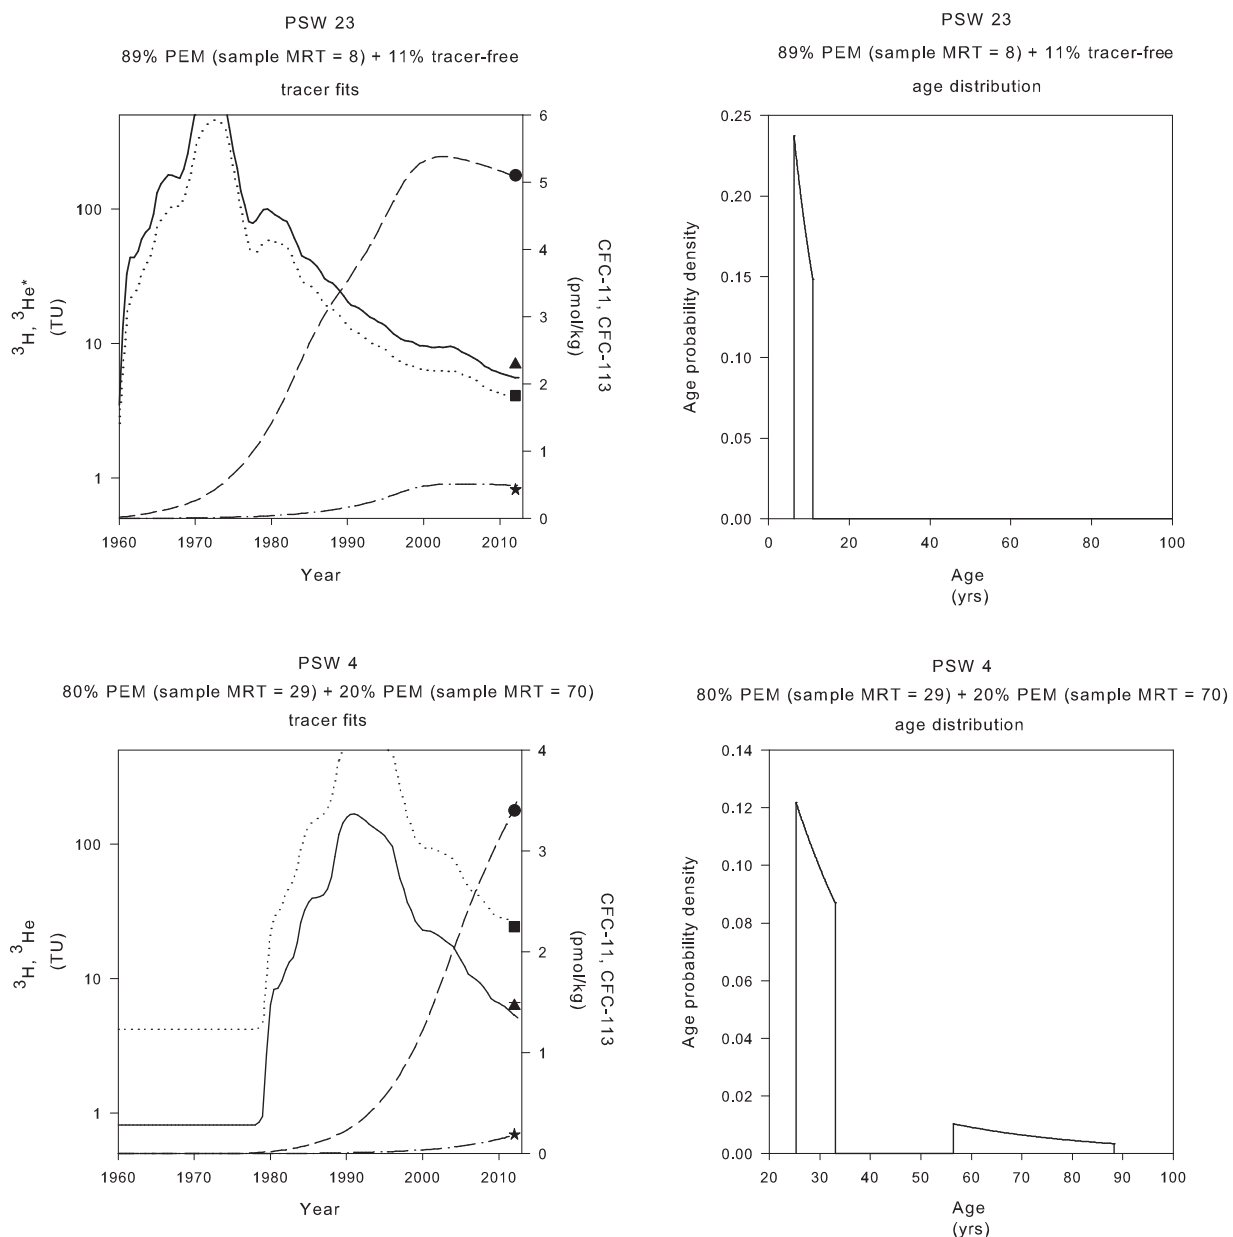 PSW 23
89% PEM (sample MRT = 8) + 11% tracer-free
tracer fits
100
10
1
³H, ³He*
(TU)
6
5
4
3
2
1
0
CFC-11, CFC-113
(pmol/kg)
1960 1970 1980 1990 2000 2010
Year
PSW 23
89% PEM (sample MRT = 8) + 11% tracer-free
age distribution
0.25
0.20
0.15
0.10
0.05
0.00
Age probability density
0 20 40 60 80 100
Age
(yrs)
PSW 4
80% PEM (sample MRT = 29) + 20% PEM (sample MRT = 70)
tracer fits
100
10
1
³H, ³He
(TU)
4
3
2
1
0
CFC-11, CFC-113
(pmol/kg)
1960 1970 1980 1990 2000 2010
Year
PSW 4
80% PEM (sample MRT = 29) + 20% PEM (sample MRT = 70)
age distribution
0.14
0.12
0.10
0.08
0.06
0.04
0.02
0.00
Age probability density
20 30 40 50 60 70 80 90 100
Age
(yrs)